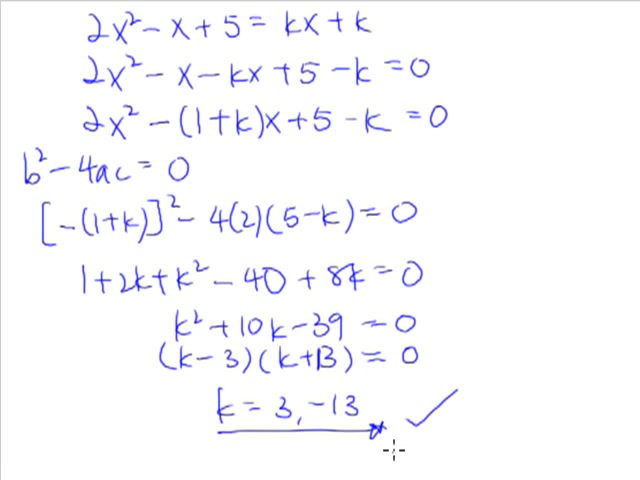 2x² - x + 5 = kx + k
2x² - x - kx + 5 - k = 0
2x² - (1+k)x + 5 - k = 0
b² - 4ac = 0
[-(1+k)]² - 4(2)(5-k) = 0
1 + 2k + k² - 40 + 8k = 0
k² + 10k - 39 = 0
(k - 3)(k + 13) = 0
k = 3, -13 ✓